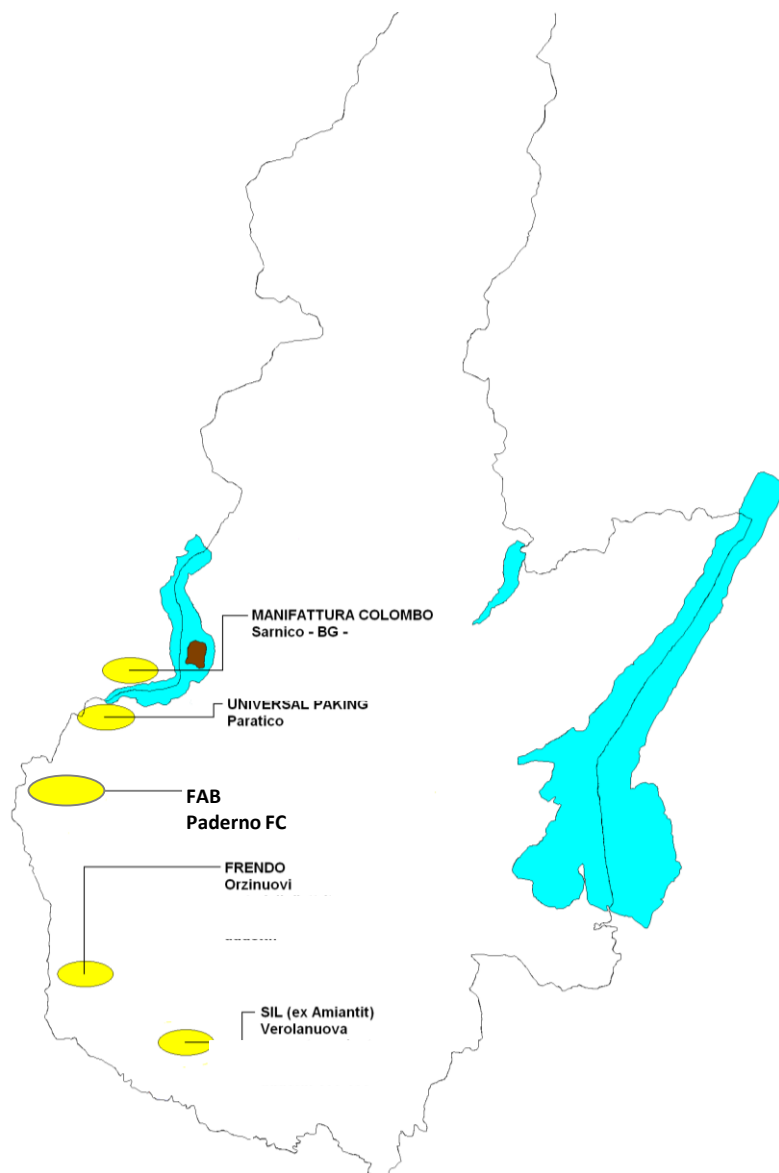 MANIFATTURA COLOMBO
Sarnico - BG -
UNIVERSAL PAKING
Paratico
FAB
Paderno FC
FRENDO
Orzinuovi
SIL (ex Amiantit)
Verolanuova